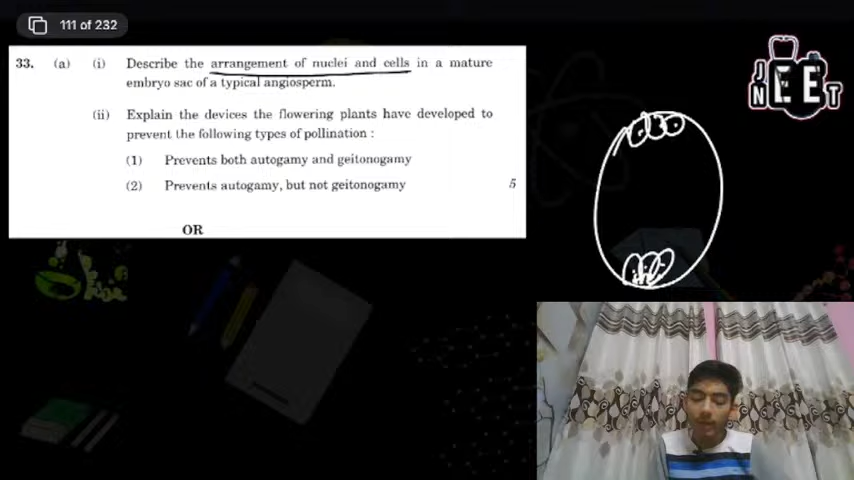 111 of 232
33. (a) (i) Describe the arrangement of nuclei and cells in a mature
embryo sac of a typical angiosperm.
(ii) Explain the devices the flowering plants have developed to
prevent the following types of pollination :
(1) Prevents both autogamy and geitonogamy
(2) Prevents autogamy, but not geitonogamy 5
OR
J
NEET